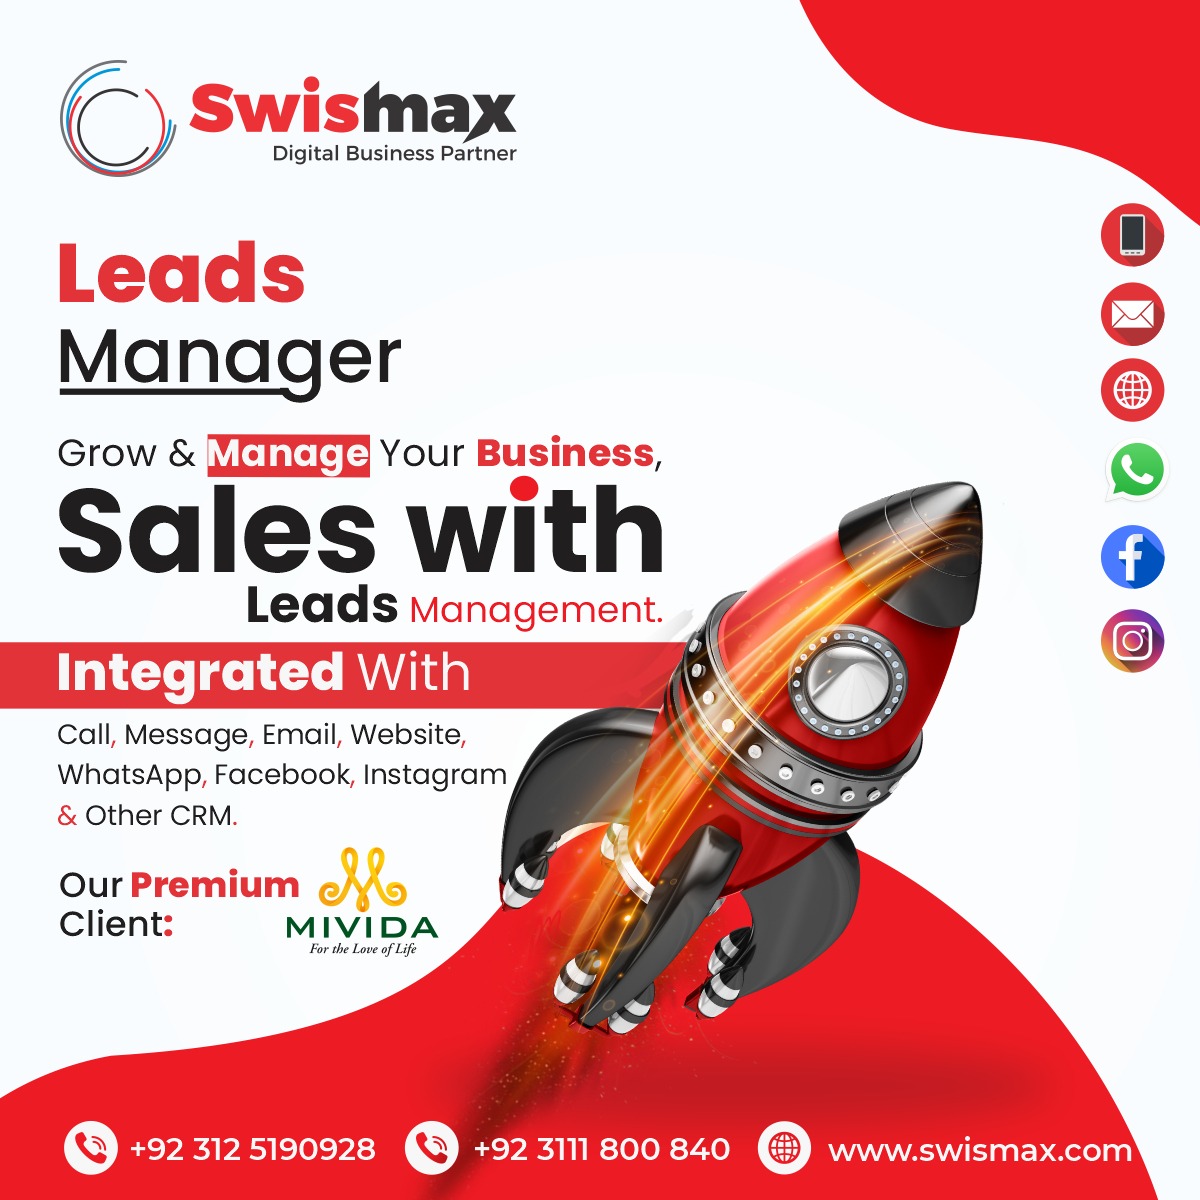 Swismax
Digital Business Partner
Leads
Manager
Grow & Manage Your Business,
Sales with
Leads Management.
Integrated With
Call, Message, Email, Website,
WhatsApp, Facebook, Instagram
& Other CRM.
Our Premium
Client:
MIVIDA
For the Love of Life
+92 312 5190928
+92 3111 800 840
www.swismax.com